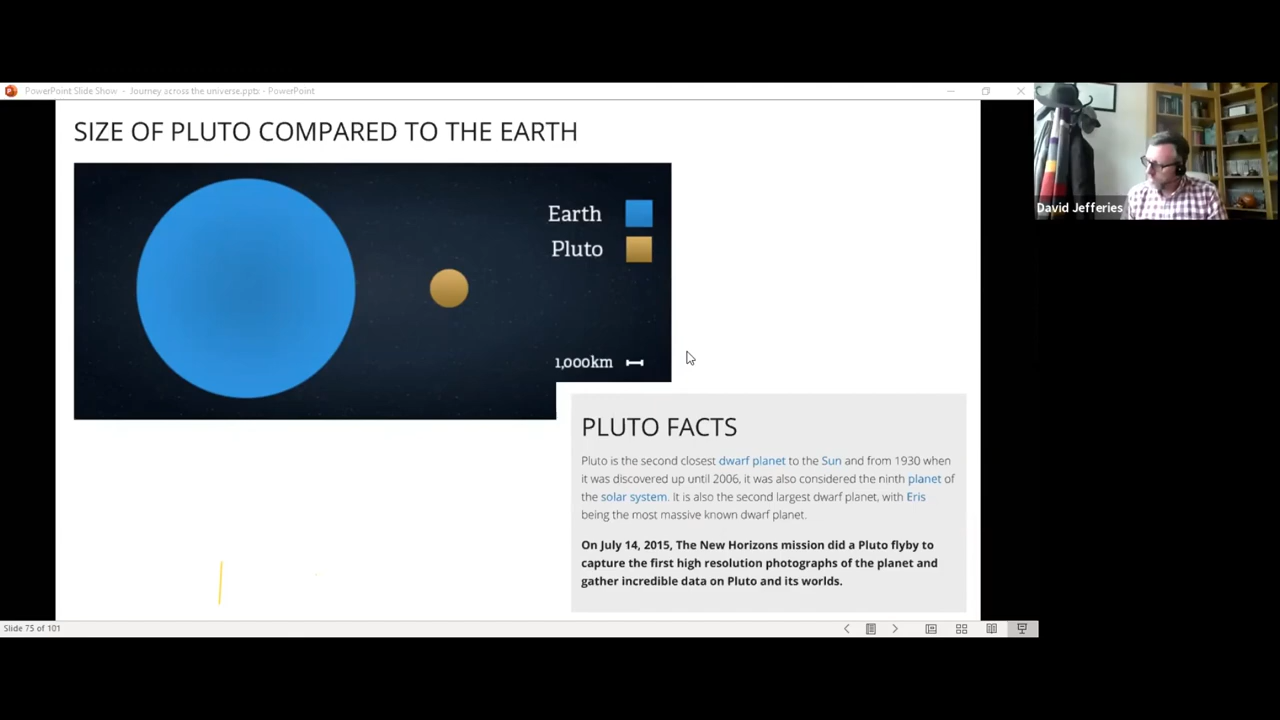 PowerPoint Slide Show - Journey across the universe.pptx - PowerPoint
SIZE OF PLUTO COMPARED TO THE EARTH
Earth
Pluto
1,000km
David Jefferies
PLUTO FACTS
Pluto is the second closest dwarf planet to the Sun and from 1930 when
it was discovered up until 2006, it was also considered the ninth planet of
the solar system. It is also the second largest dwarf planet, with Eris
being the most massive known dwarf planet.
On July 14, 2015, The New Horizons mission did a Pluto flyby to
capture the first high resolution photographs of the planet and
gather incredible data on Pluto and its worlds.
Slide 75 of 101